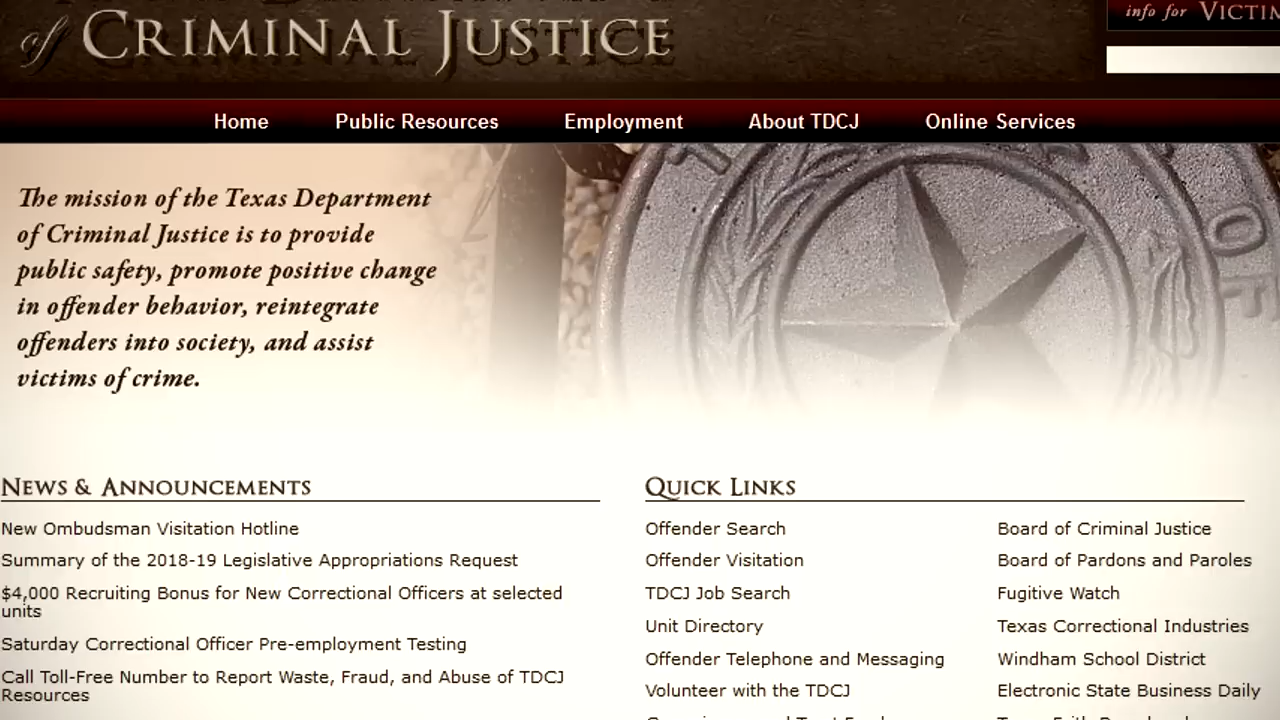 of CRIMINAL JUSTICE
info for
Home Public Resources Employment About TDCJ Online Services
The mission of the Texas Department
of Criminal Justice is to provide
public safety, promote positive change
in offender behavior, reintegrate
offenders into society, and assist
victims of crime.
OF
NEWS & ANNOUNCEMENTS
New Ombudsman Visitation Hotline
Summary of the 2018-19 Legislative Appropriations Request
$4,000 Recruiting Bonus for New Correctional Officers at selected
units
Saturday Correctional Officer Pre-employment Testing
Call Toll-Free Number to Report Waste, Fraud, and Abuse of TDCJ
Resources
QUICK LINKS
Offender Search
Offender Visitation
TDCJ Job Search
Unit Directory
Offender Telephone and Messaging
Volunteer with the TDCJ
Board of Criminal Justice
Board of Pardons and Paroles
Fugitive Watch
Texas Correctional Industries
Windham School District
Electronic State Business Daily